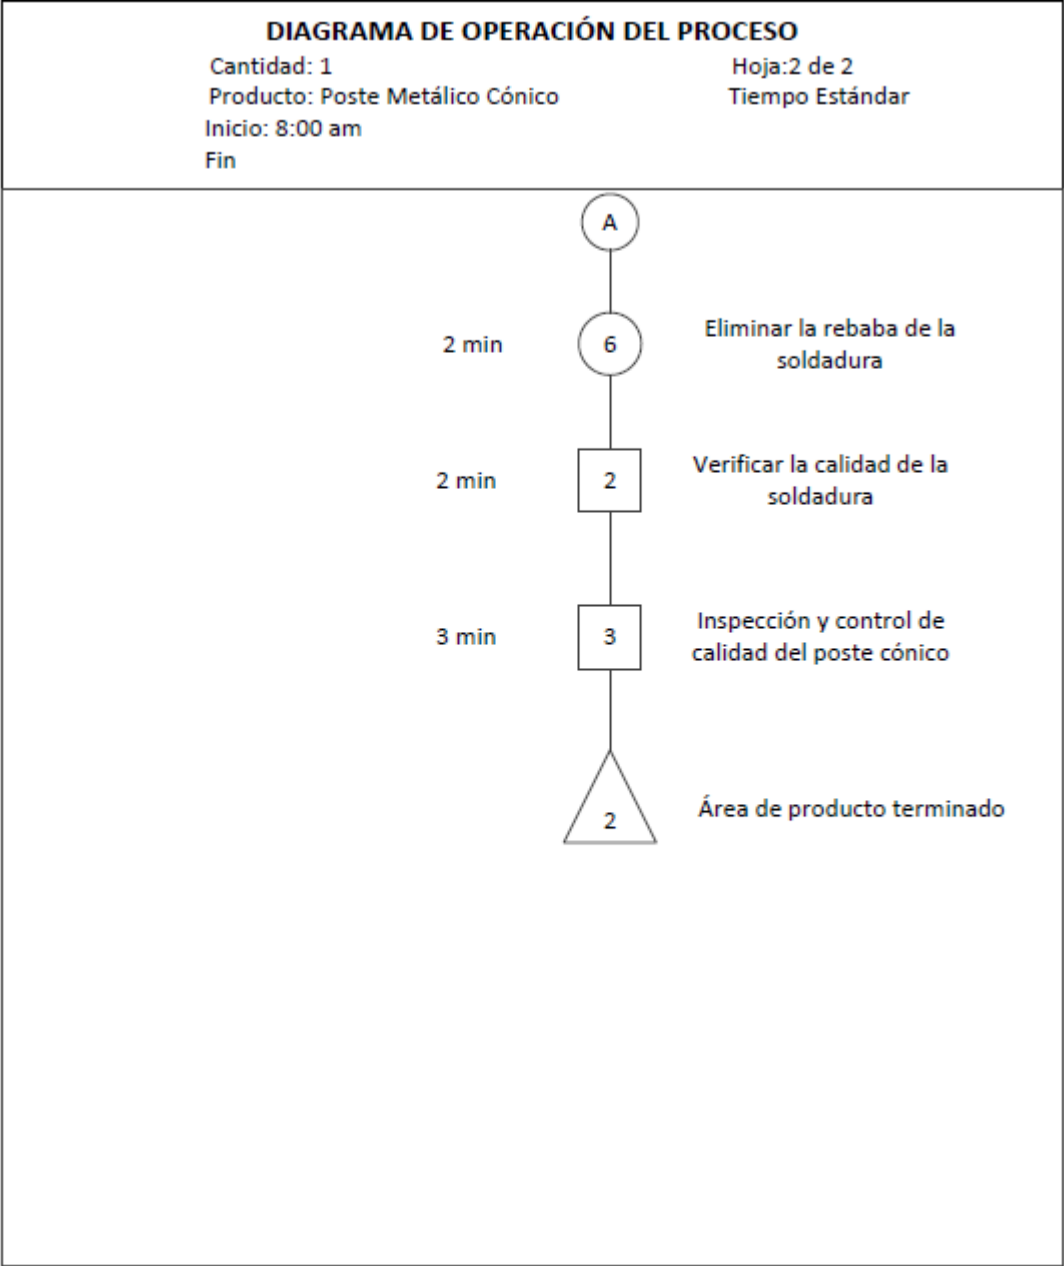 DIAGRAMA DE OPERACIÓN DEL PROCESO
Cantidad: 1
Hoja:2 de 2
Producto: Poste Metálico Cónico
Tiempo Estándar
Inicio: 8:00 am
Fin
A
2 min
6
Eliminar la rebaba de la
soldadura
2 min
2
Verificar la calidad de la
soldadura
3 min
3
Inspección y control de
calidad del poste cónico
2
Área de producto terminado